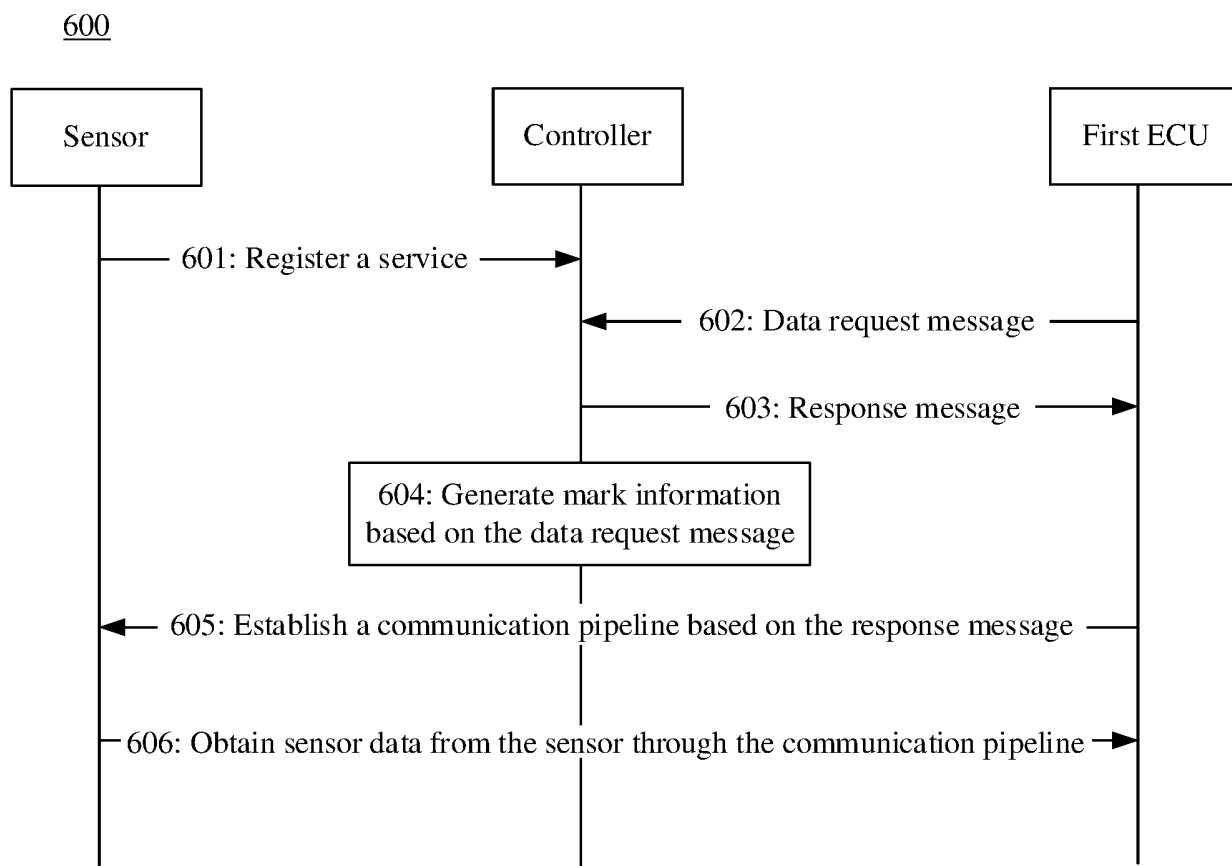 600
Sensor
Controller
First ECU
601: Register a service
602: Data request message
603: Response message
604: Generate mark information
based on the data request message
605: Establish a communication pipeline based on the response message
606: Obtain sensor data from the sensor through the communication pipeline